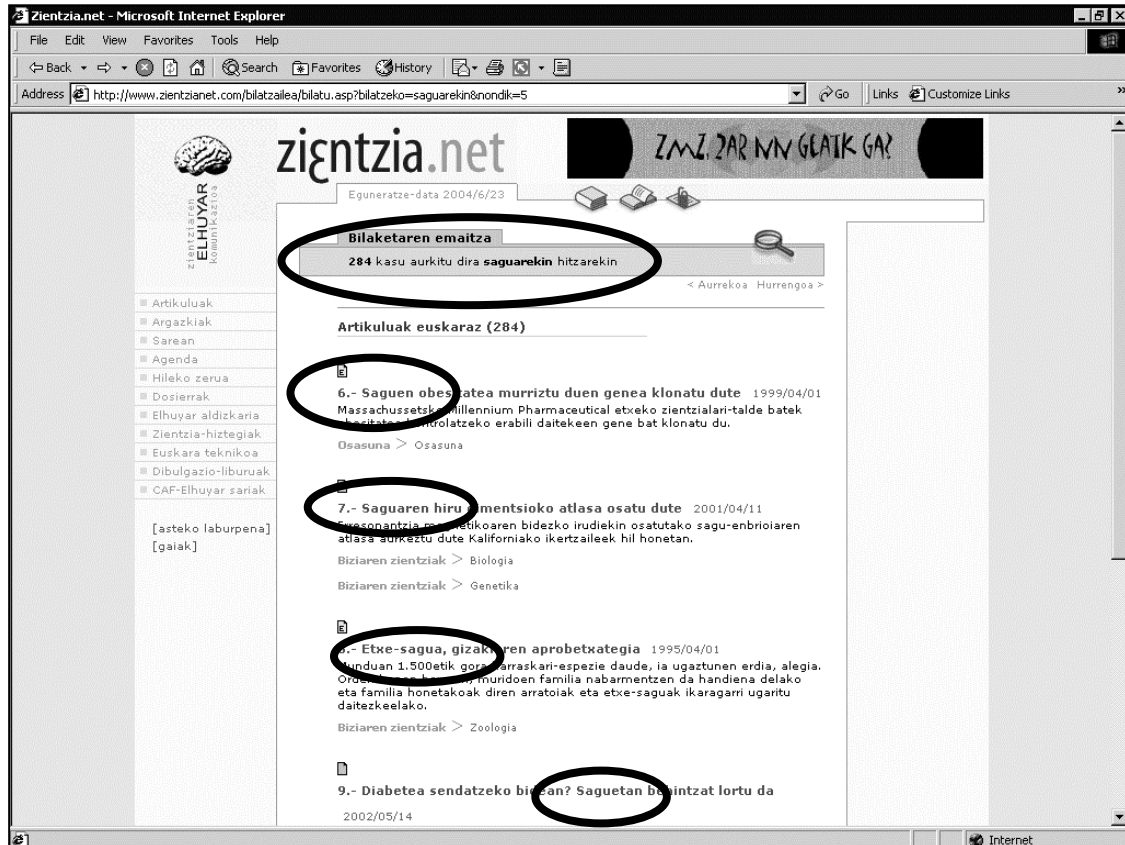 Zientzia.net - Microsoft Internet Explorer
File Edit View Favorites Tools Help
Back Search Favorites History
Address http://www.zientzianet.com/bilatzailea/bilatu.asp?bilatzeko=saguarekin&nondik=5 Go Links Customize Links
zientziaren
ELHUYAR
komunikazioa
zientzia.net
Eguneratze-data 2004/6/23
Bilaketaren emaitza
284 kasu aurkitu dira saguarekin hitzarekin
< Aurrekoa Hurrengoa >
Artikuluak
Argazkiak
Sarean
Agenda
Hileko zerua
Dosierrak
Elhuyar aldizkaria
Zientzia-hiztegiak
Euskara teknikoa
Dibulgazio-liburuak
CAF-Elhuyar sariak
[asteko laburpena]
[gaiak]
Artikuluak euskaraz (284)
6.- Saguen obesitatea murriztu duen genea klonatu dute 1999/04/01
Massachussetsko Millennium Pharmaceutical etxeko zientzialari-talde batek
obesitatea kontrolatzeko erabili daitekeen gene bat klonatu du.
Osasuna > Osasuna
7.- Saguaren hiru dimentsioko atlasa osatu dute 2001/04/11
Erresonantzia magnetikoaren bidezko irudiekin osatutako sagu-enbrioiaren
atlasa aurkeztu dute Kaliforniako ikertzaileek hil honetan.
Biziaren zientziak > Biologia
Biziaren zientziak > Genetika
8.- Etxe-sagua, gizakiaren aprobetxategia 1995/04/01
Munduan 1.500etik gora karraskari-espezie daude, ia ugaztunen erdia, alegia.
muridoen familia nabarmentzen da handiena delako
eta familia honetakoak diren arratoiak eta etxe-saguak ikaragarri ugaritu
daitezkeelako.
Biziaren zientziak > Zoologia
9.- Diabetea sendatzeko bidean? Saguetan behintzat lortu da
2002/05/14
Internet